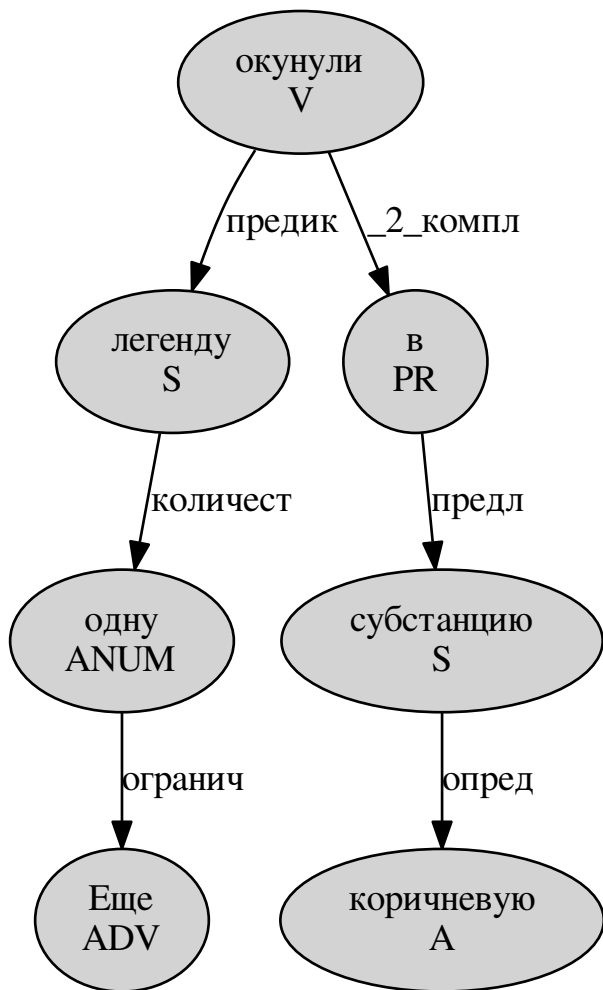 окунули
V
предик
_2_компл
легенду
S
в
PR
количест
предл
одну
ANUM
субстанцию
S
огранич
опред
Еще
ADV
коричневую
A